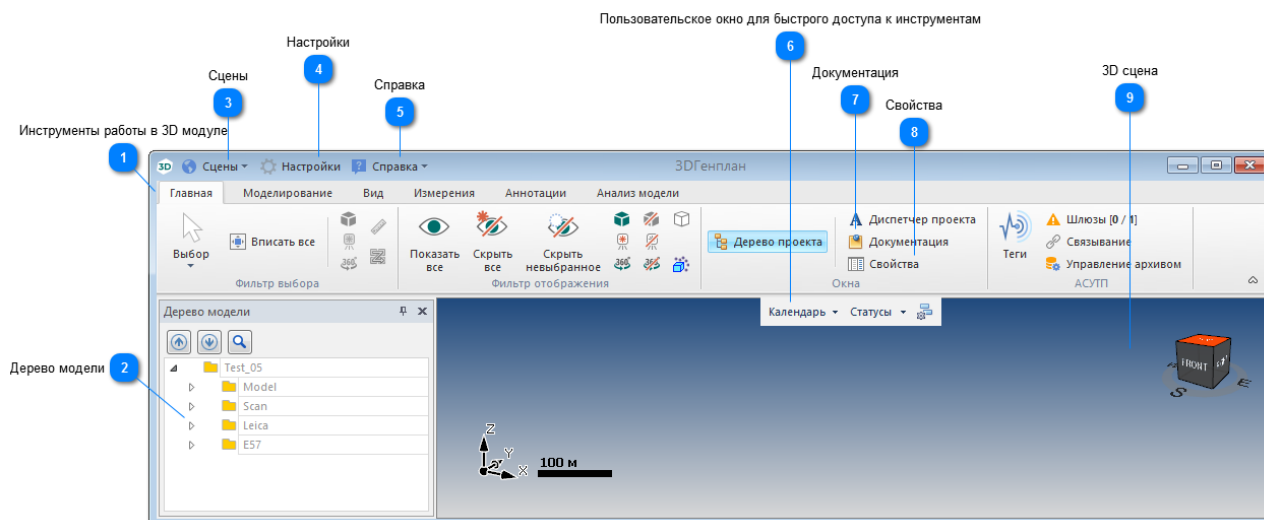 Пользовательское окно для быстрого доступа к инструментам
6
Настройки
4
Сцены
3
Справка
5
Документация
7
Свойства
8
3D сцена
9
Инструменты работы в 3D модуле
1
3D Сцены Настройки Справка 3DГенплан
Главная Моделирование Вид Измерения Аннотации Анализ модели
Выбор
Вписать все
360°
Фильтр выбора
Показать все
Скрыть все
Скрыть невыбранное
360° 360°
Фильтр отображения
Дерево проекта
Диспетчер проекта
Документация
Свойства
Окна
Теги
Шлюзы [0 / 1]
Связывание
Управление архивом
АСУТП
Дерево модели
Календарь Статусы
Дерево модели 2
Test_05
Model
Scan
Leica
E57
FRONT
S
E
Z
Y
X
100 м